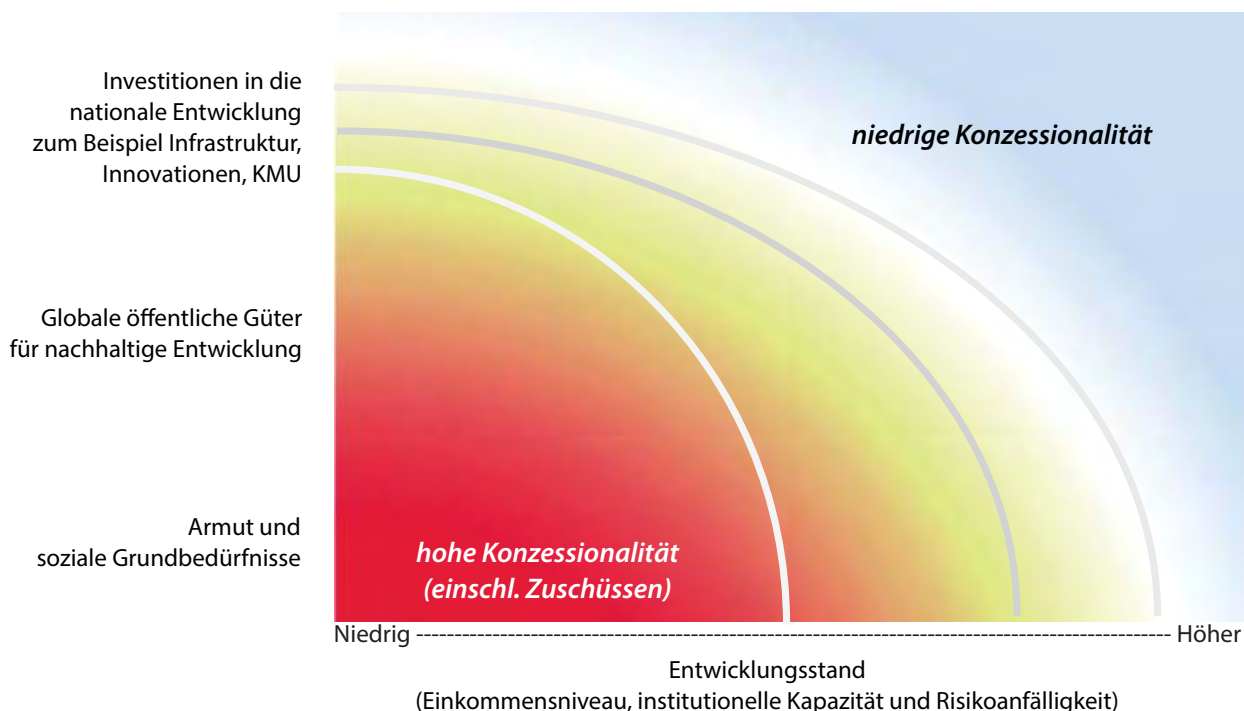 Investitionen in die
nationale Entwicklung
zum Beispiel Infrastruktur,
Innovationen, KMU
niedrige Konzessionalität
Globale öffentliche Güter
für nachhaltige Entwicklung
Armut und
soziale Grundbedürfnisse
hohe Konzessionalität
(einschl. Zuschüssen)
Niedrig ---------------------------------------------------------------------------------------------------- Höher
Entwicklungsstand
(Einkommensniveau, institutionelle Kapazität und Risikoanfälligkeit)